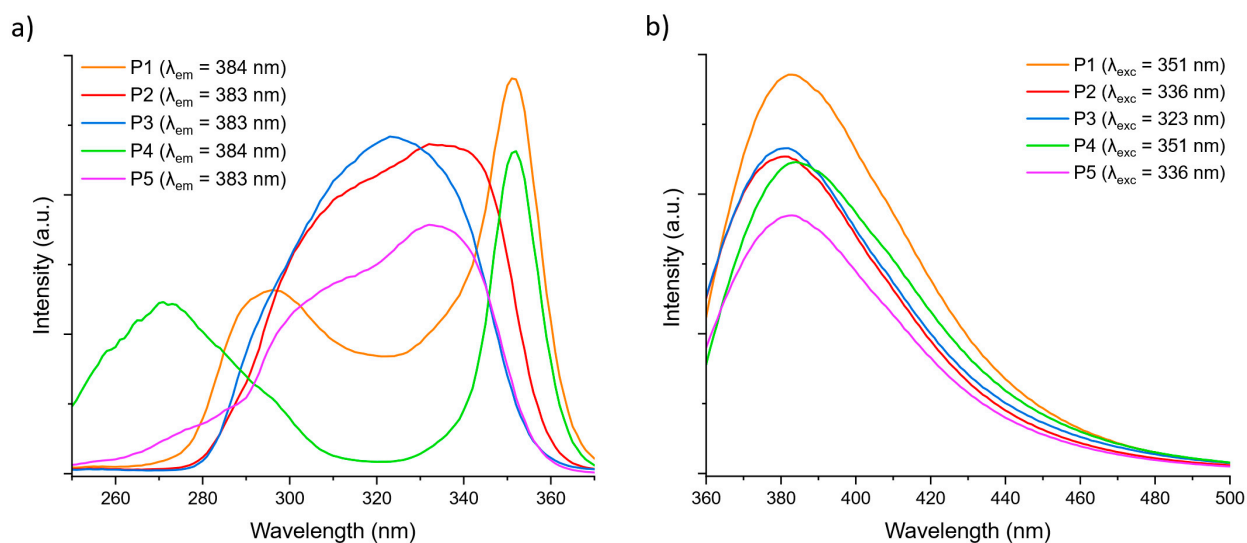 a)
P1 (λem = 384 nm)
P2 (λem = 383 nm)
P3 (λem = 383 nm)
P4 (λem = 384 nm)
P5 (λem = 383 nm)
Intensity (a.u.)
260 280 300 320 340 360
Wavelength (nm)
b)
P1 (λexc = 351 nm)
P2 (λexc = 336 nm)
P3 (λexc = 323 nm)
P4 (λexc = 351 nm)
P5 (λexc = 336 nm)
Intensity (a.u.)
360 380 400 420 440 460 480 500
Wavelength (nm)